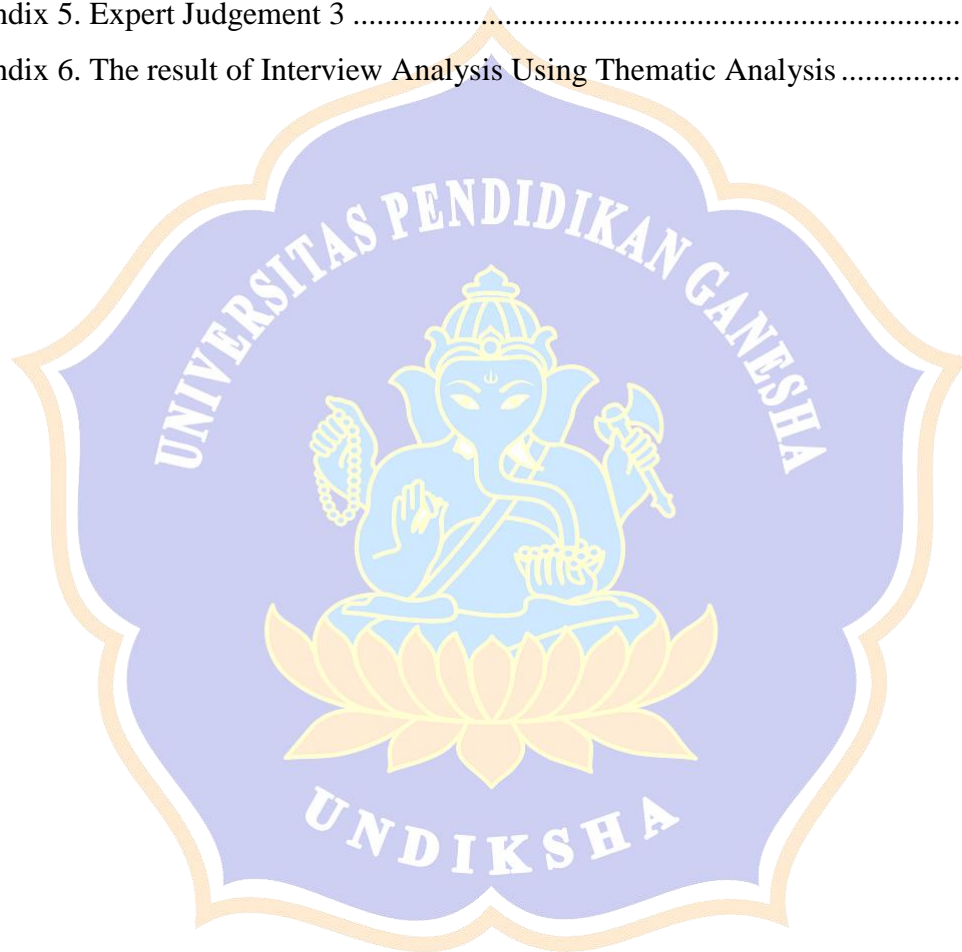 ndix 5. Expert Judgement 3 ........................................................................
ndix 6. The result of Interview Analysis Using Thematic Analysis ..............
UNIVERSITAS PENDIDIKAN GANESHA
UNDIKSHA